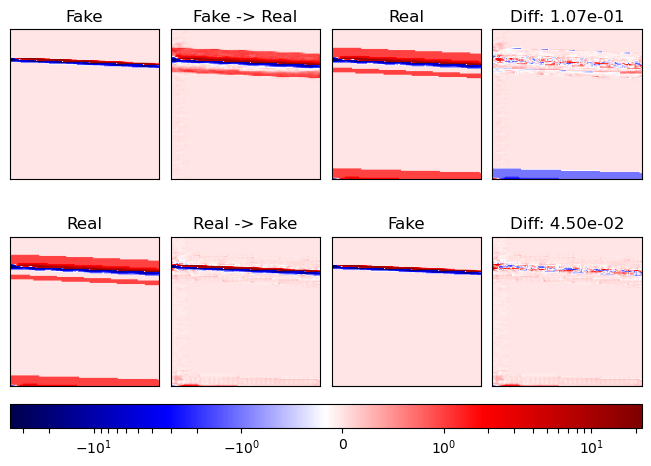 Fake Fake -> Real Real Diff: 1.07e-01
Real Real -> Fake Fake Diff: 4.50e-02
−10¹ −10⁰ 0 10⁰ 10¹